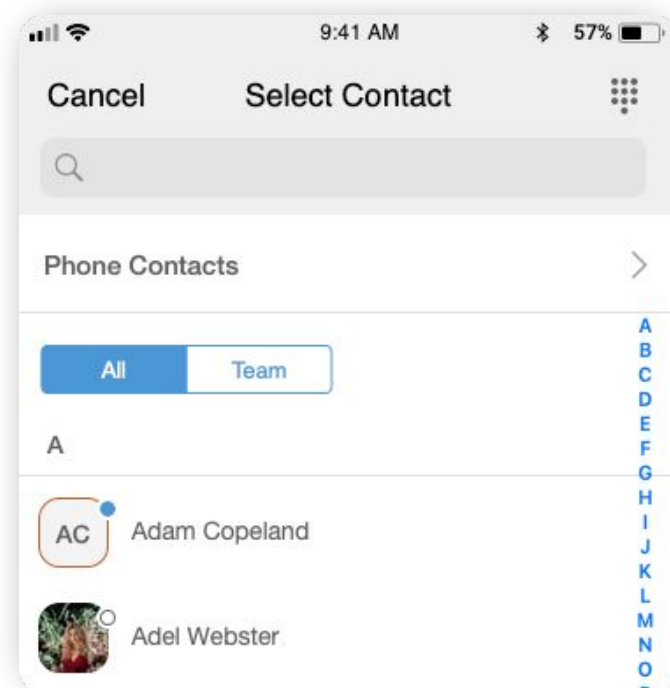 9:41 AM 57%
Cancel Select Contact
Phone Contacts
All Team
A
AC Adam Copeland
Adel Webster
A
B
C
D
E
F
G
H
I
J
K
L
M
N
O